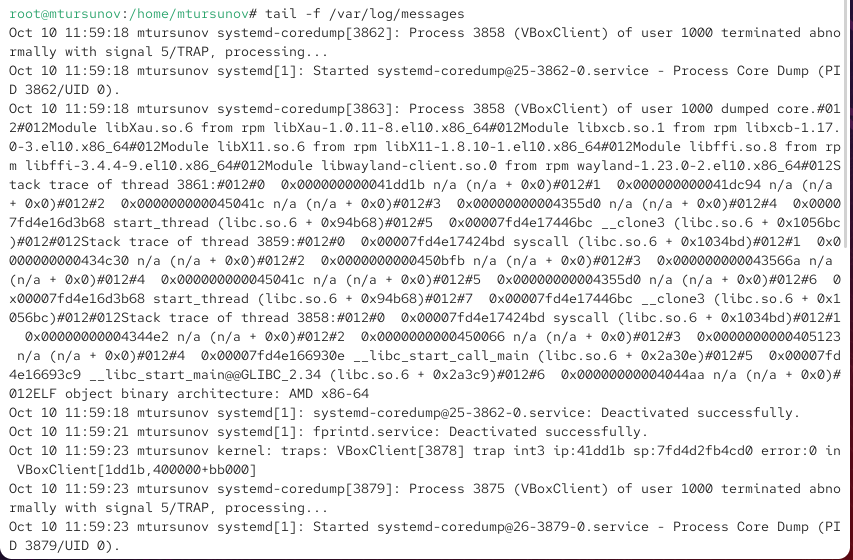 root@mtursunov:/home/mtursunov# tail -f /var/log/messages
Oct 10 11:59:18 mtursunov systemd-coredump[3862]: Process 3858 (VBoxClient) of user 1000 terminated abno
rmally with signal 5/TRAP, processing...
Oct 10 11:59:18 mtursunov systemd[1]: Started systemd-coredump@25-3862-0.service - Process Core Dump (PI
D 3862/UID 0).
Oct 10 11:59:18 mtursunov systemd-coredump[3863]: Process 3858 (VBoxClient) of user 1000 dumped core.#01
2#012Module libXau.so.6 from rpm libXau-1.0.11-8.el10.x86_64#012Module libxcb.so.1 from rpm libxcb-1.17.
0-3.el10.x86_64#012Module libX11.so.6 from rpm libX11-1.8.10-1.el10.x86_64#012Module libffi.so.8 from rp
m libffi-3.4.4-9.el10.x86_64#012Module libwayland-client.so.0 from rpm wayland-1.23.0-2.el10.x86_64#012S
tack trace of thread 3861:#012#0  0x000000000041dd1b n/a (n/a + 0x0)#012#1  0x000000000041dc94 n/a (n/a
+ 0x0)#012#2  0x000000000045041c n/a (n/a + 0x0)#012#3  0x00000000004355d0 n/a (n/a + 0x0)#012#4  0x0000
7fd4e16d3b68 start_thread (libc.so.6 + 0x94b68)#012#5  0x00007fd4e17446bc __clone3 (libc.so.6 + 0x1056bc
)#012#012Stack trace of thread 3859:#012#0  0x00007fd4e17424bd syscall (libc.so.6 + 0x1034bd)#012#1  0x0
000000000434c30 n/a (n/a + 0x0)#012#2  0x0000000000450bfb n/a (n/a + 0x0)#012#3  0x000000000043566a n/a
(n/a + 0x0)#012#4  0x000000000045041c n/a (n/a + 0x0)#012#5  0x00000000004355d0 n/a (n/a + 0x0)#012#6  0
x00007fd4e16d3b68 start_thread (libc.so.6 + 0x94b68)#012#7  0x00007fd4e17446bc __clone3 (libc.so.6 + 0x1
056bc)#012#012Stack trace of thread 3858:#012#0  0x00007fd4e17424bd syscall (libc.so.6 + 0x1034bd)#012#1
  0x00000000004344e2 n/a (n/a + 0x0)#012#2  0x0000000000450066 n/a (n/a + 0x0)#012#3  0x0000000000405123
 n/a (n/a + 0x0)#012#4  0x00007fd4e166930e __libc_start_call_main (libc.so.6 + 0x2a30e)#012#5  0x00007fd
4e16693c9 __libc_start_main@@GLIBC_2.34 (libc.so.6 + 0x2a3c9)#012#6  0x00000000004044aa n/a (n/a + 0x0)#
012ELF object binary architecture: AMD x86-64
Oct 10 11:59:18 mtursunov systemd[1]: systemd-coredump@25-3862-0.service: Deactivated successfully.
Oct 10 11:59:21 mtursunov systemd[1]: fprintd.service: Deactivated successfully.
Oct 10 11:59:23 mtursunov kernel: traps: VBoxClient[3878] trap int3 ip:41dd1b sp:7fd4d2fb4cd0 error:0 in
 VBoxClient[1dd1b,400000+bb000]
Oct 10 11:59:23 mtursunov systemd-coredump[3879]: Process 3875 (VBoxClient) of user 1000 terminated abno
rmally with signal 5/TRAP, processing...
Oct 10 11:59:23 mtursunov systemd[1]: Started systemd-coredump@26-3879-0.service - Process Core Dump (PI
D 3879/UID 0).